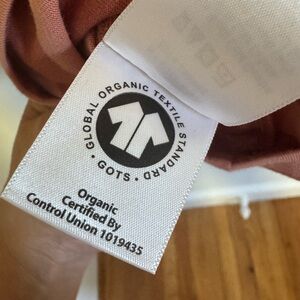 GLOBAL ORGANIC TEXTILE STANDARD
· GOTS ·
Organic
Certified By
Control Union 1019435